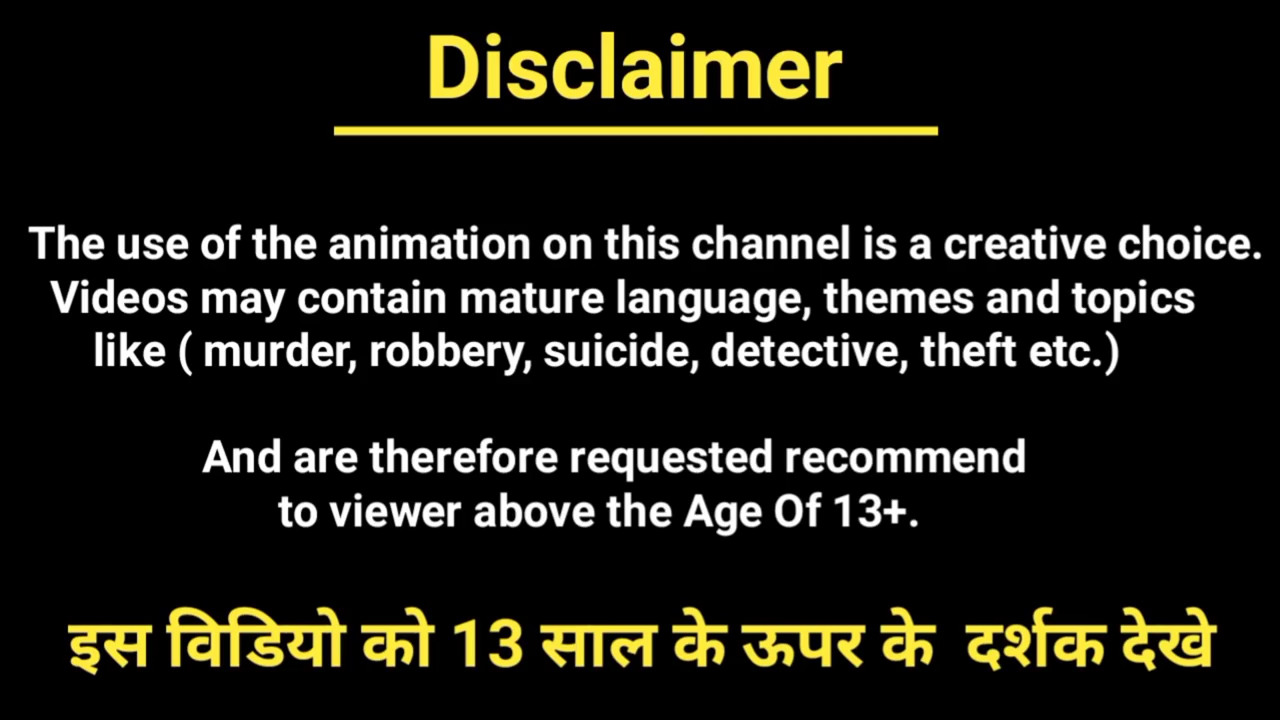 Disclaimer
The use of the animation on this channel is a creative choice.
Videos may contain mature language, themes and topics
like ( murder, robbery, suicide, detective, theft etc.)
And are therefore requested recommend
to viewer above the Age Of 13+.
इस विडियो को 13 साल के ऊपर के दर्शक देखे